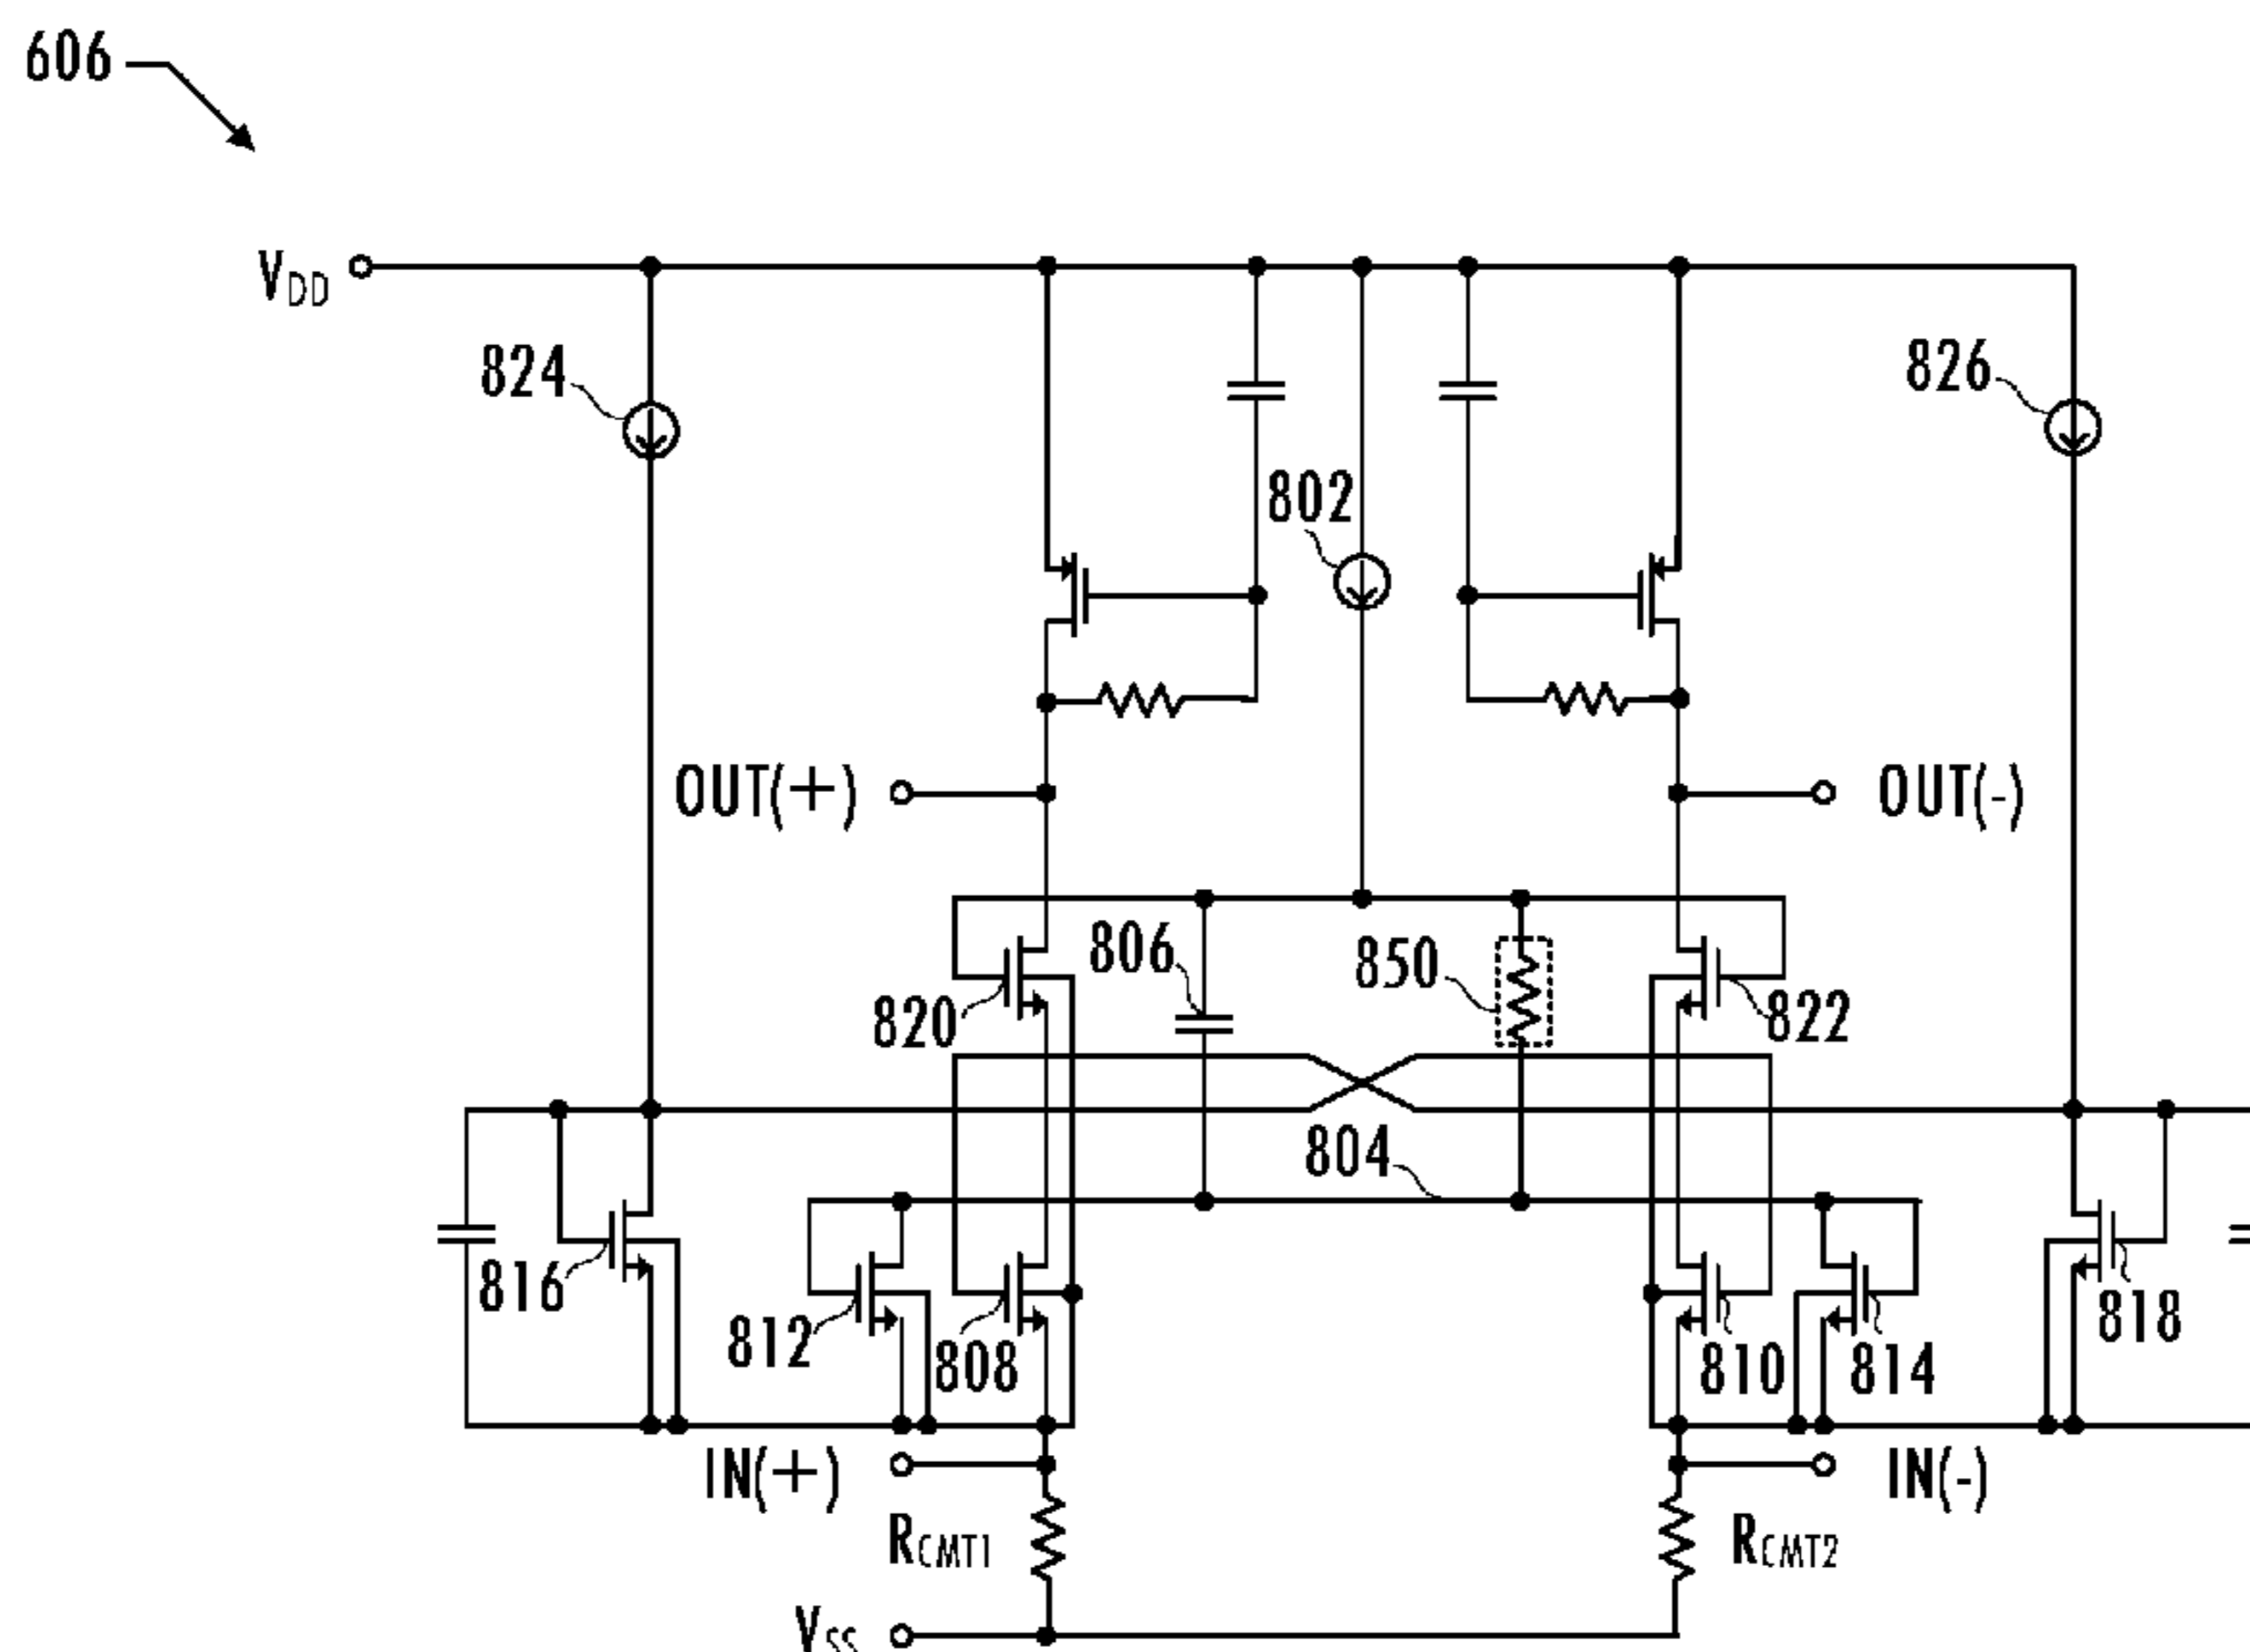 606
VDD
824
826
802
OUT(+)
OUT(-)
806
850
820
822
804
816
812
808
810
814
818
IN(+)
IN(-)
RCMT1
RCMT2
VSS